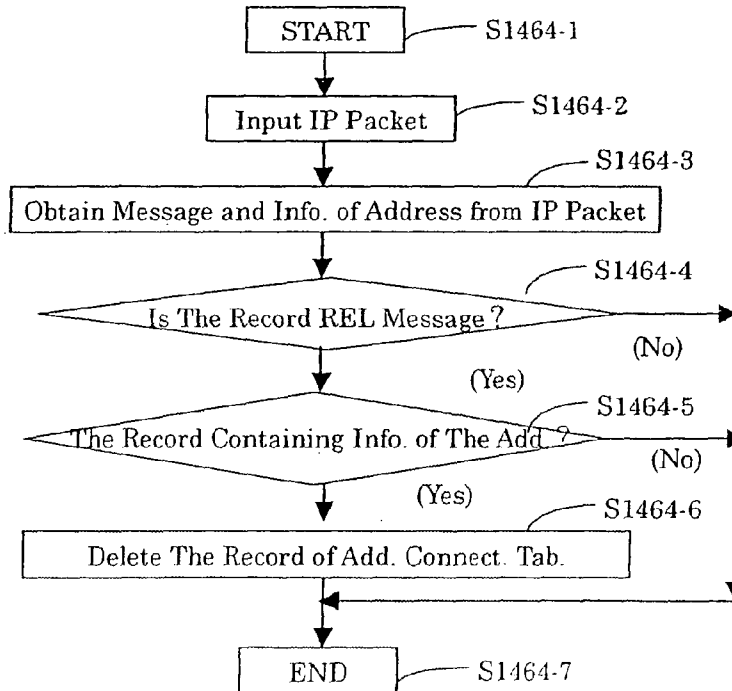 START
S1464-1
Input IP Packet
S1464-2
S1464-3
Obtain Message and Info. of Address from IP Packet
S1464-4
Is The Record REL Message?
(No)
(Yes)
S1464-5
The Record Containing Info. of The Add. ?
(No)
(Yes)
S1464-6
Delete The Record of Add. Connect. Tab.
END
S1464-7